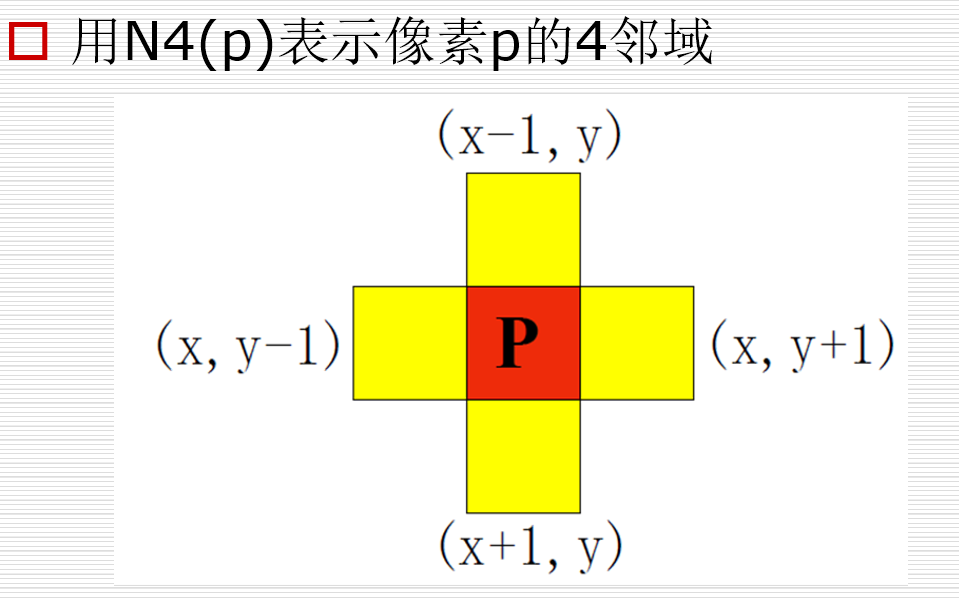 用N4(p)表示像素p的4邻域
(x-1, y)
(x, y-1) P (x, y+1)
(x+1, y)